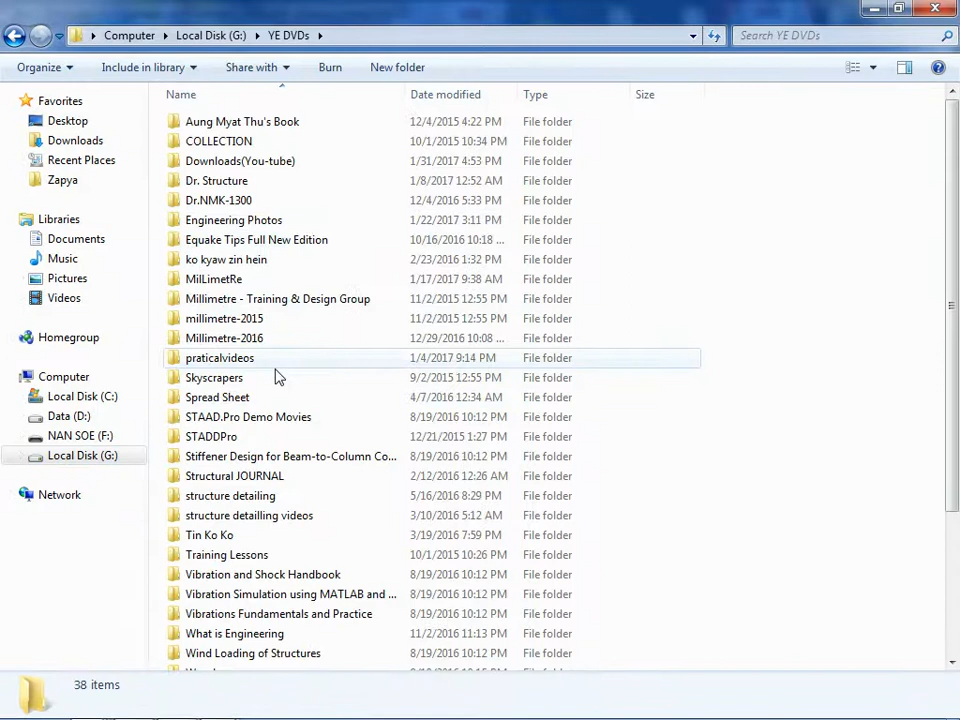 Computer Local Disk (G:) YE DVDs Search YE DVDs
Organize Include in library Share with Burn New folder
Favorites
Desktop
Downloads
Recent Places
Zapya
Libraries
Documents
Music
Pictures
Videos
Homegroup
Computer
Local Disk (C:)
Data (D:)
NAN SOE (F:)
Local Disk (G:)
Network
Name Date modified Type Size
Aung Myat Thu's Book 12/4/2015 4:22 PM File folder
COLLECTION 10/1/2015 10:34 PM File folder
Downloads(You-tube) 1/31/2017 4:53 PM File folder
Dr. Structure 1/8/2017 12:52 AM File folder
Dr.NMK-1300 12/4/2016 5:33 PM File folder
Engineering Photos 1/22/2017 3:11 PM File folder
Equake Tips Full New Edition 10/16/2016 10:18 ... File folder
ko kyaw zin hein 2/23/2016 1:32 PM File folder
MilLimetRe 1/17/2017 9:38 AM File folder
Millimetre - Training & Design Group 11/2/2015 12:55 PM File folder
millimetre-2015 11/2/2015 12:55 PM File folder
Millimetre-2016 12/29/2016 10:08 ... File folder
praticalvideos 1/4/2017 9:14 PM File folder
Skyscrapers 9/2/2015 12:55 PM File folder
Spread Sheet 4/7/2016 12:34 AM File folder
STAAD.Pro Demo Movies 8/19/2016 10:12 PM File folder
STADDPro 12/21/2015 1:27 PM File folder
Stiffener Design for Beam-to-Column Co... 8/19/2016 10:12 PM File folder
Structural JOURNAL 2/12/2016 12:26 AM File folder
structure detailing 5/16/2016 8:29 PM File folder
structure detailling videos 3/10/2016 5:12 AM File folder
Tin Ko Ko 3/19/2016 7:59 PM File folder
Training Lessons 10/1/2015 10:26 PM File folder
Vibration and Shock Handbook 8/19/2016 10:12 PM File folder
Vibration Simulation using MATLAB and ... 8/19/2016 10:12 PM File folder
Vibrations Fundamentals and Practice 8/19/2016 10:12 PM File folder
What is Engineering 11/2/2016 11:13 PM File folder
Wind Loading of Structures 8/19/2016 10:12 PM File folder
38 items